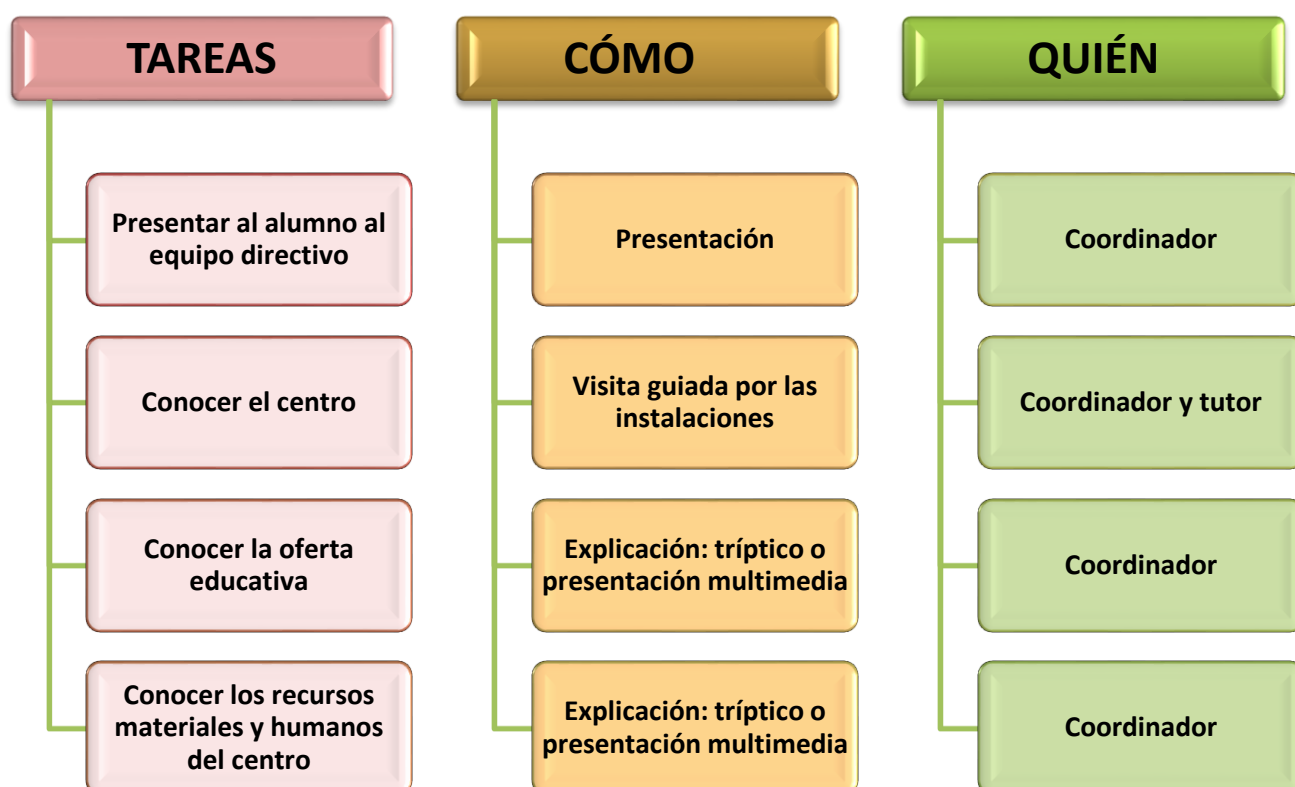 TAREAS
CÓMO
QUIÉN
Presentar al alumno al
equipo directivo
Presentación
Coordinador
Conocer el centro
Visita guiada por las
instalaciones
Coordinador y tutor
Conocer la oferta
educativa
Explicación: tríptico o
presentación multimedia
Coordinador
Conocer los recursos
materiales y humanos
del centro
Explicación: tríptico o
presentación multimedia
Coordinador